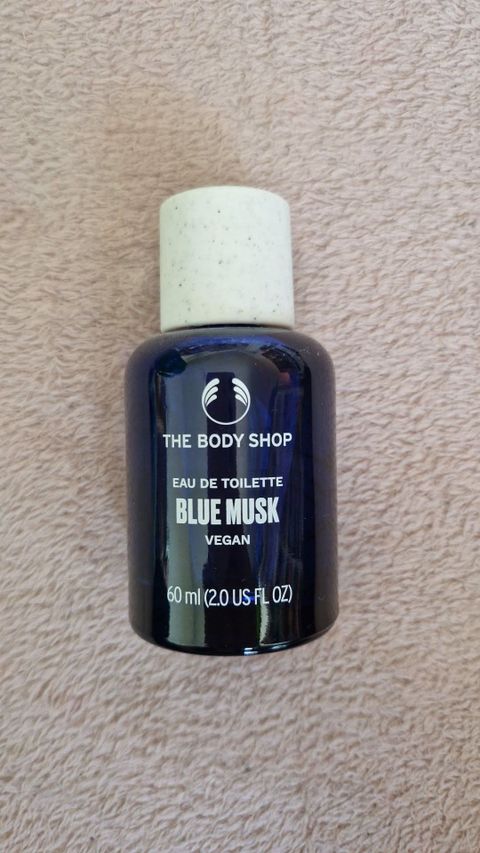 THE BODY SHOP
EAU DE TOILETTE
BLUE MUSK
VEGAN
60 ml (2.0 US FL OZ)